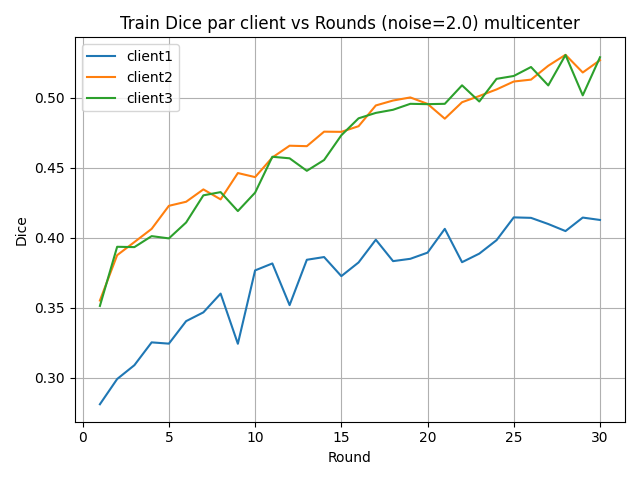 Train Dice par client vs Rounds (noise=2.0) multicenter
client1
client2
client3
Dice
0.50
0.45
0.40
0.35
0.30
0 5 10 15 20 25 30
Round